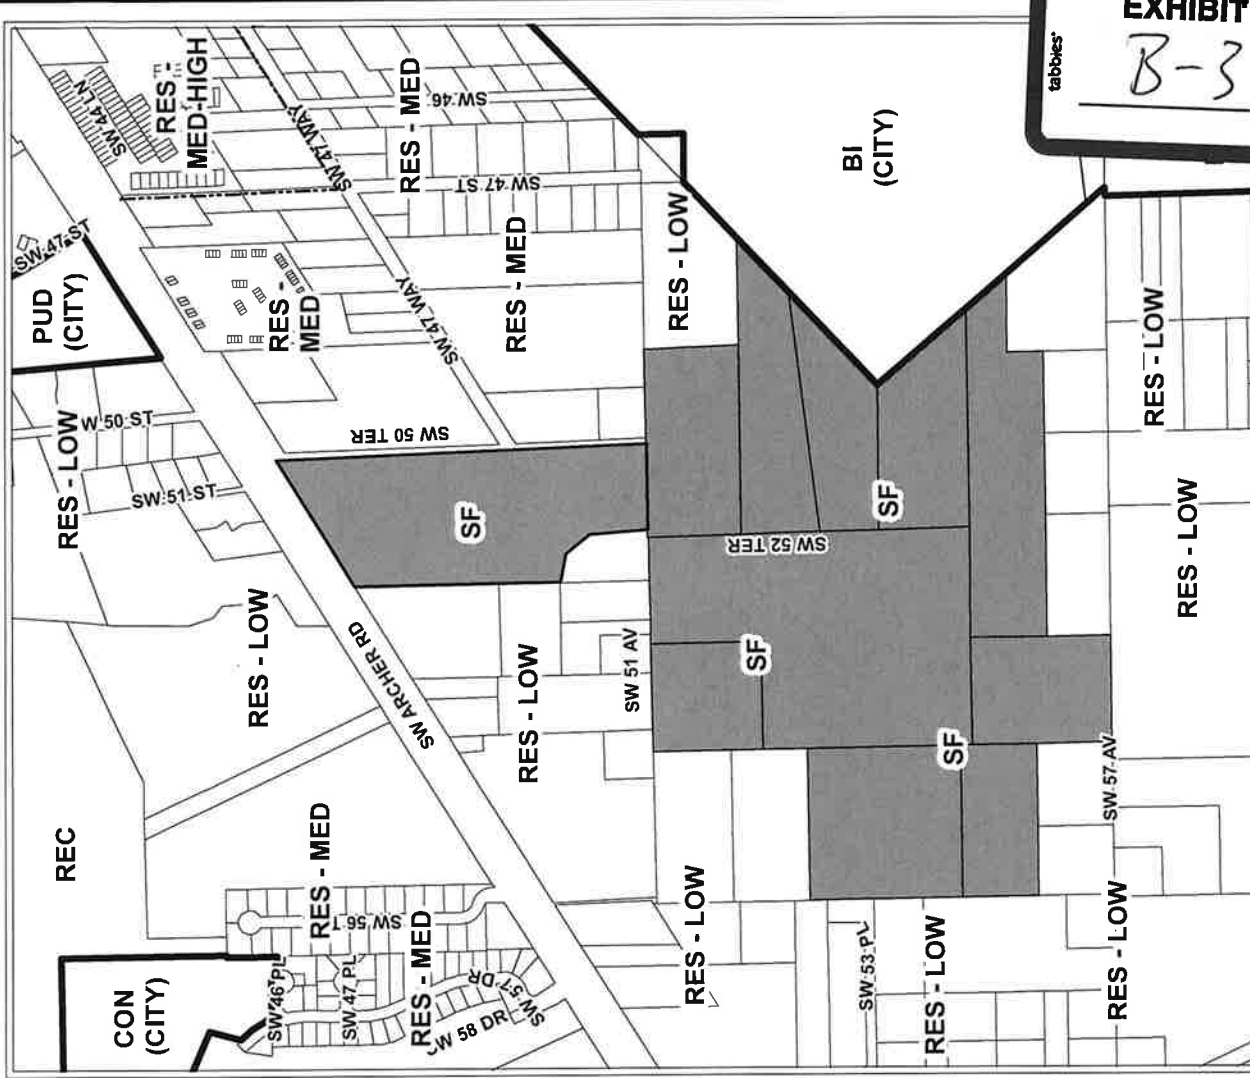 EXHIBIT
tabbies'
B-3
SW 44 LN
RES -
MED-HIGH
SW 47 WAY
RES - MED
SW 46
SW 47 ST
SW-47-ST
PUD
(CITY)
RES -
MED
SW 47 WAY
RES - MED
RES - LOW
BI
(CITY)
RES - LOW
W 50 ST
SW 51 ST
SW 50 TER
SF
RES - LOW
SW ARCHER RD
RES - LOW
SW 51 AV
SW 52 TER
SF
SF
SF
RES - LOW
RES - LOW
REC
RES - MED
SW 56 T
RES - MED
CON
(CITY)
SW 46 PL
SW 47 PL
SW 57 DR
SW 58 DR
RES - LOW
SW 53 PL
RES - LOW
SW 57 AV
RES - LOW